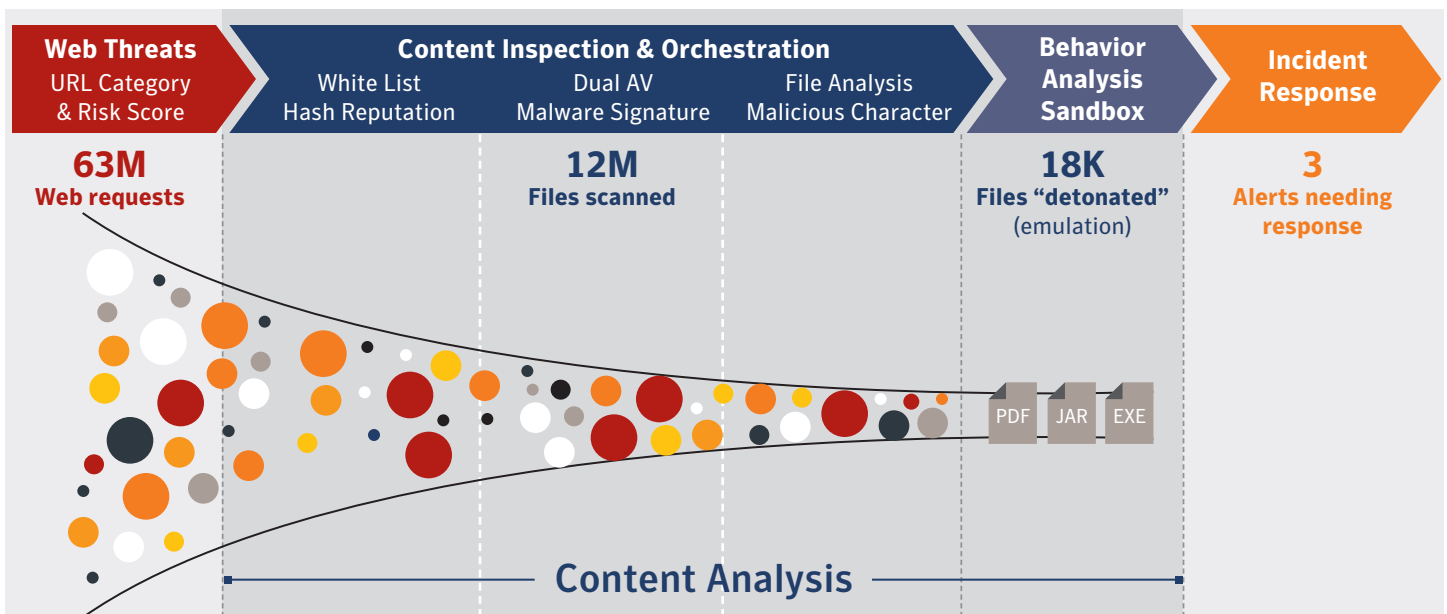 Web Threats
URL Category
& Risk Score
Content Inspection & Orchestration
White List
Hash Reputation
Dual AV
Malware Signature
File Analysis
Malicious Character
Behavior
Analysis
Sandbox
Incident
Response
63M
Web requests
12M
Files scanned
18K
Files “detonated”
(emulation)
3
Alerts needing
response
PDF
JAR
EXE
Content Analysis